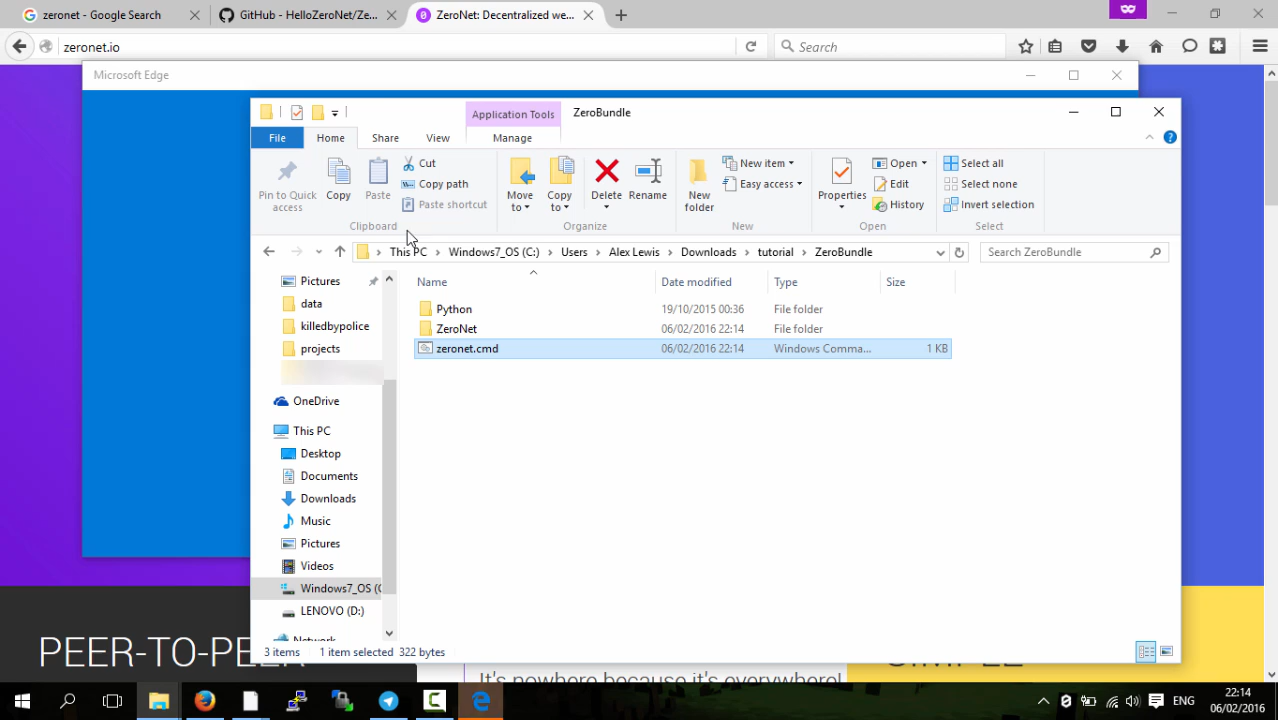 zeronet - Google Search
GitHub - HelloZeroNet/Ze...
ZeroNet: Decentralized we...
zeronet.io
Search
Microsoft Edge
Application Tools
ZeroBundle
File
Home
Share
View
Manage
Pin to Quick access
Copy
Paste
Cut
Copy path
Paste shortcut
Clipboard
Move to
Copy to
Delete
Rename
Organize
New folder
New item
Easy access
New
Properties
Open
Edit
History
Open
Select all
Select none
Invert selection
Select
This PC > Windows7_OS (C:) > Users > Alex Lewis > Downloads > tutorial > ZeroBundle
Search ZeroBundle
Name Date modified Type Size
Python 19/10/2015 00:36 File folder
ZeroNet 06/02/2016 22:14 File folder
zeronet.cmd 06/02/2016 22:14 Windows Comma... 1 KB
Pictures
data
killedbypolice
projects
OneDrive
This PC
Desktop
Documents
Downloads
Music
Pictures
Videos
Windows7_OS (C
LENOVO (D:)
Network
3 items 1 item selected 322 bytes
PEER-TO-PEER
It's nowhere because it's everywhere!
SIMPLE
ENG
22:14
06/02/2016